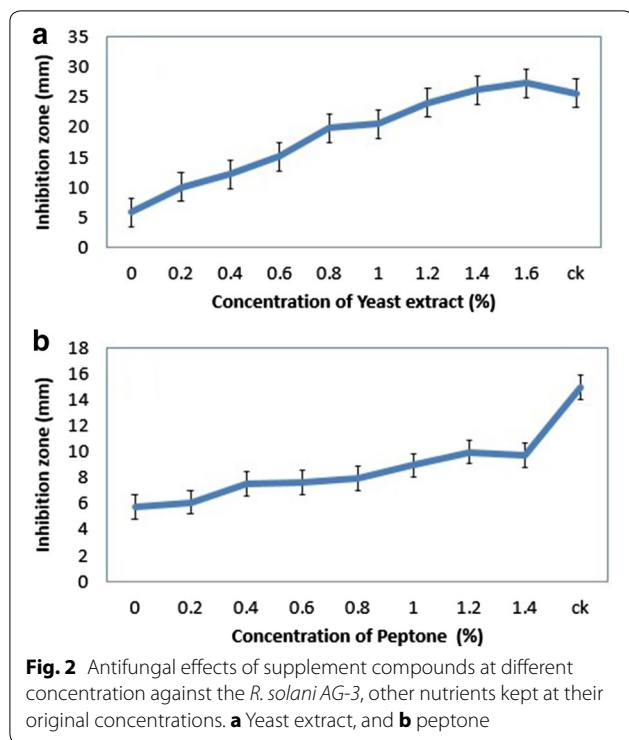 a
35
30
25
20
15
10
5
0
Inhibition zone (mm)
0 0.2 0.4 0.6 0.8 1 1.2 1.4 1.6 ck
Concentration of Yeast extract (%)
b
18
16
14
12
10
8
6
4
2
0
Inhibition zone (mm)
0 0.2 0.4 0.6 0.8 1 1.2 1.4 ck
Concentration of Peptone (%)
Fig. 2 Antifungal effects of supplement compounds at different
concentration against the R. solani AG-3, other nutrients kept at their
original concentrations. a Yeast extract, and b peptone